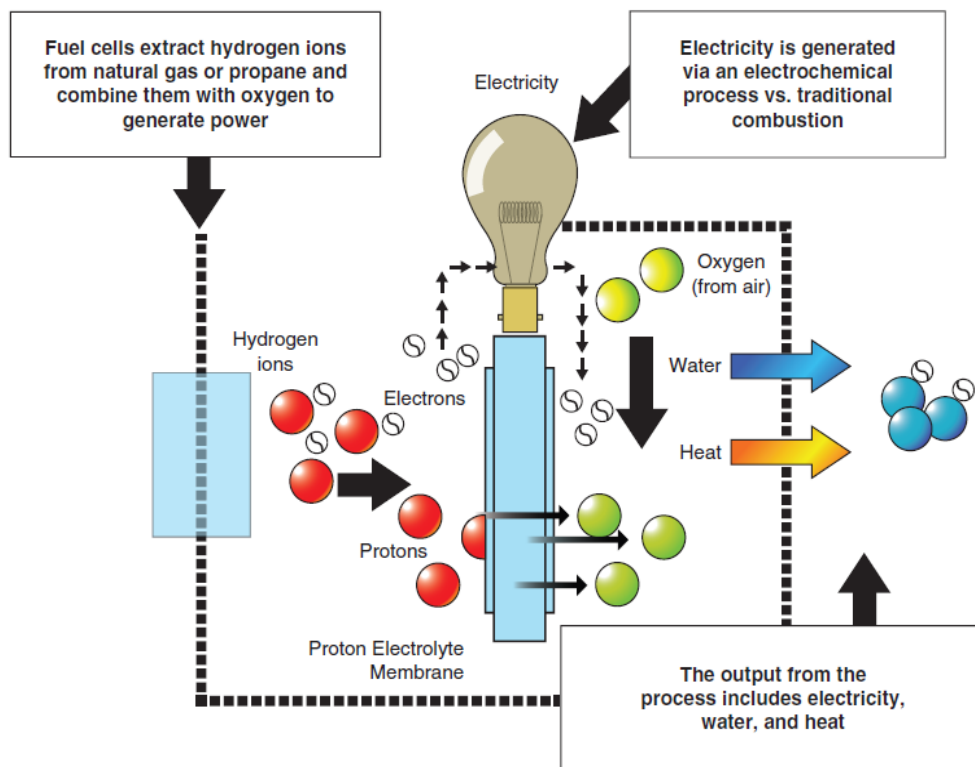 Fuel cells extract hydrogen ions
from natural gas or propane and
combine them with oxygen to
generate power
Electricity is generated
via an electrochemical
process vs. traditional
combustion
Electricity
Oxygen
(from air)
Hydrogen
ions
Electrons
Water
Heat
Protons
Proton Electrolyte
Membrane
The output from the
process includes electricity,
water, and heat